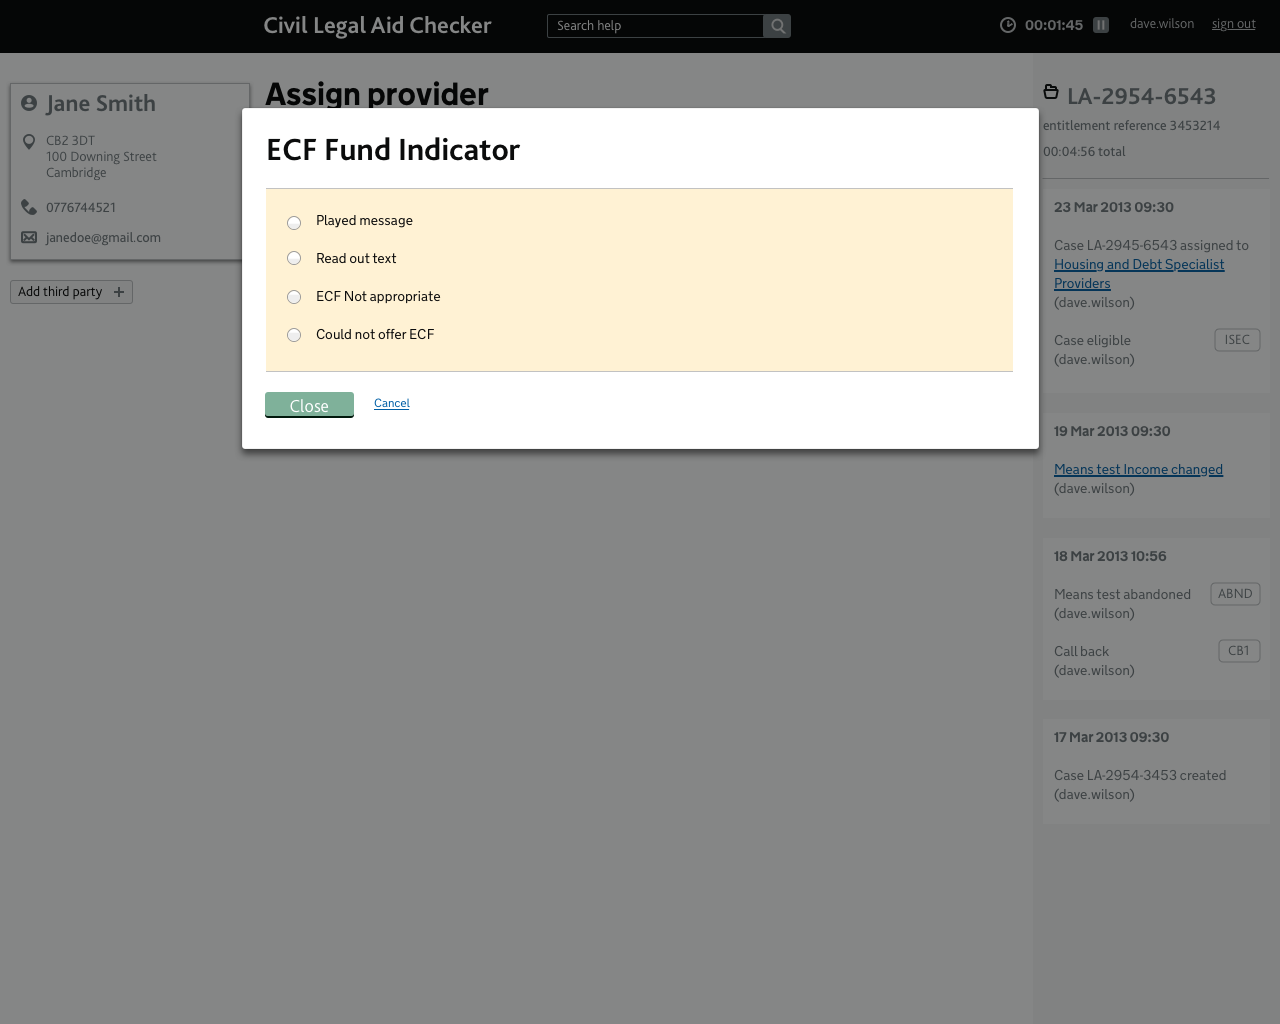 Civil Legal Aid Checker
Search help
00:01:45
dave.wilson
sign out
Jane Smith
CB2 3DT
100 Downing Street
Cambridge
0776744521
janedoe@gmail.com
Add third party
Assign provider
ECF Fund Indicator
Played message
Read out text
ECF Not appropriate
Could not offer ECF
Close
Cancel
LA-2954-6543
entitlement reference 3453214
00:04:56 total
23 Mar 2013 09:30
Case LA-2945-6543 assigned to
Housing and Debt Specialist
Providers
(dave.wilson)
Case eligible
ISEC
(dave.wilson)
19 Mar 2013 09:30
Means test Income changed
(dave.wilson)
18 Mar 2013 10:56
Means test abandoned
ABND
(dave.wilson)
Call back
CB1
(dave.wilson)
17 Mar 2013 09:30
Case LA-2954-3453 created
(dave.wilson)